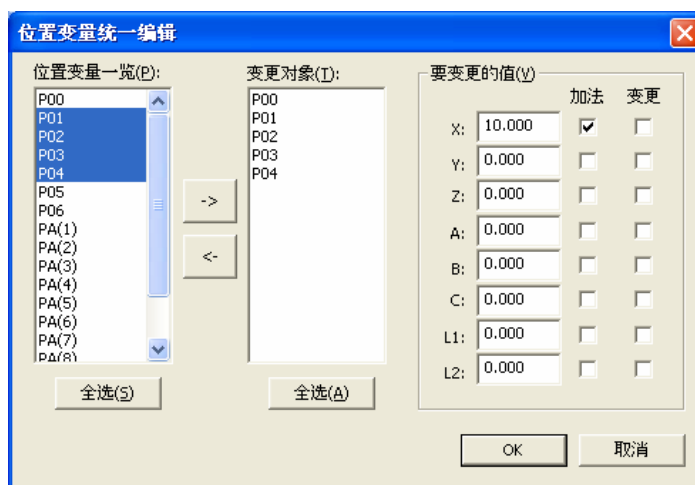 位置变量统一编辑
位置变量一览(P):
P00
P01
P02
P03
P04
P05
P06
PA(1)
PA(2)
PA(3)
PA(4)
PA(5)
PA(6)
PA(7)
PA(8)
全选(S)
->
<-
变更对象(T):
P00
P01
P02
P03
P04
全选(A)
要变更的值(V)
加法 变更
X: 10.000
Y: 0.000
Z: 0.000
A: 0.000
B: 0.000
C: 0.000
L1: 0.000
L2: 0.000
OK 取消